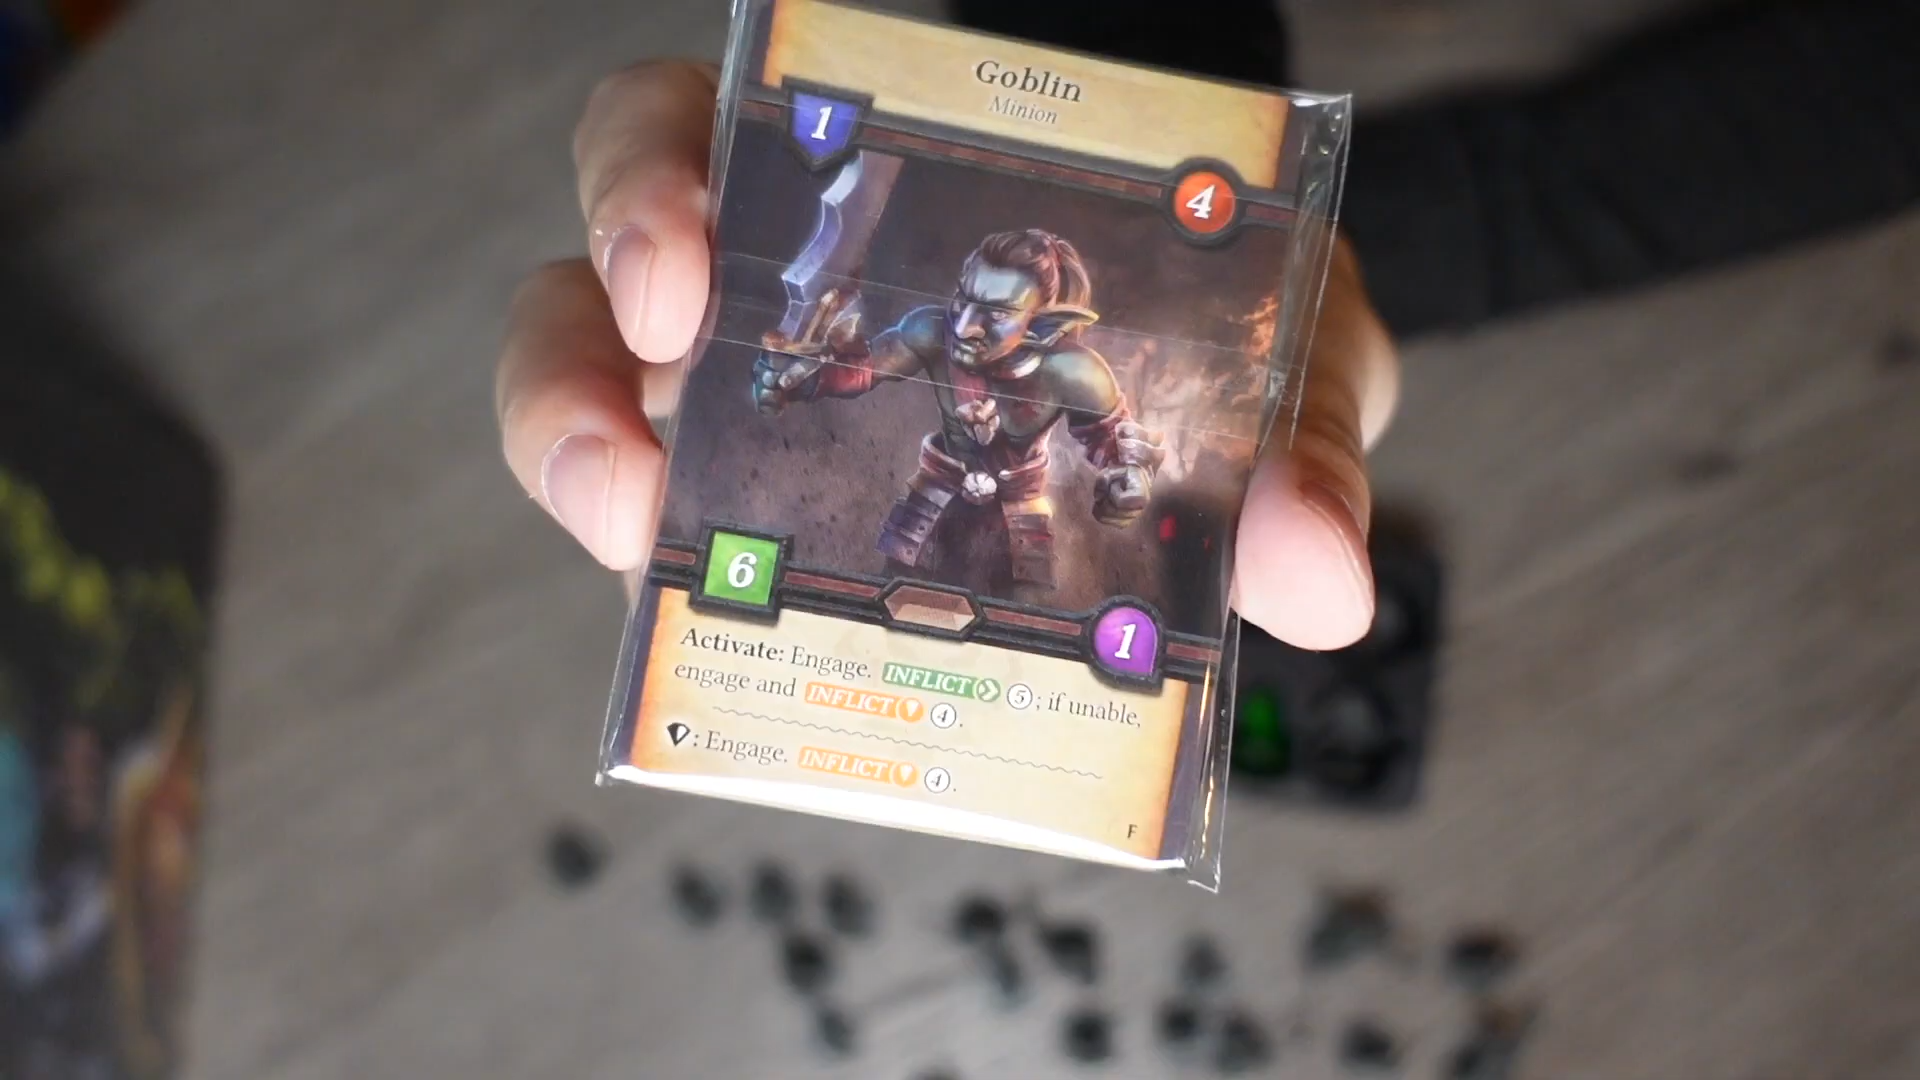 Goblin
Minion
1
4
6
1
Activate: Engage. INFLICT 5; if unable,
engage and INFLICT 4.
: Engage. INFLICT 4.
F